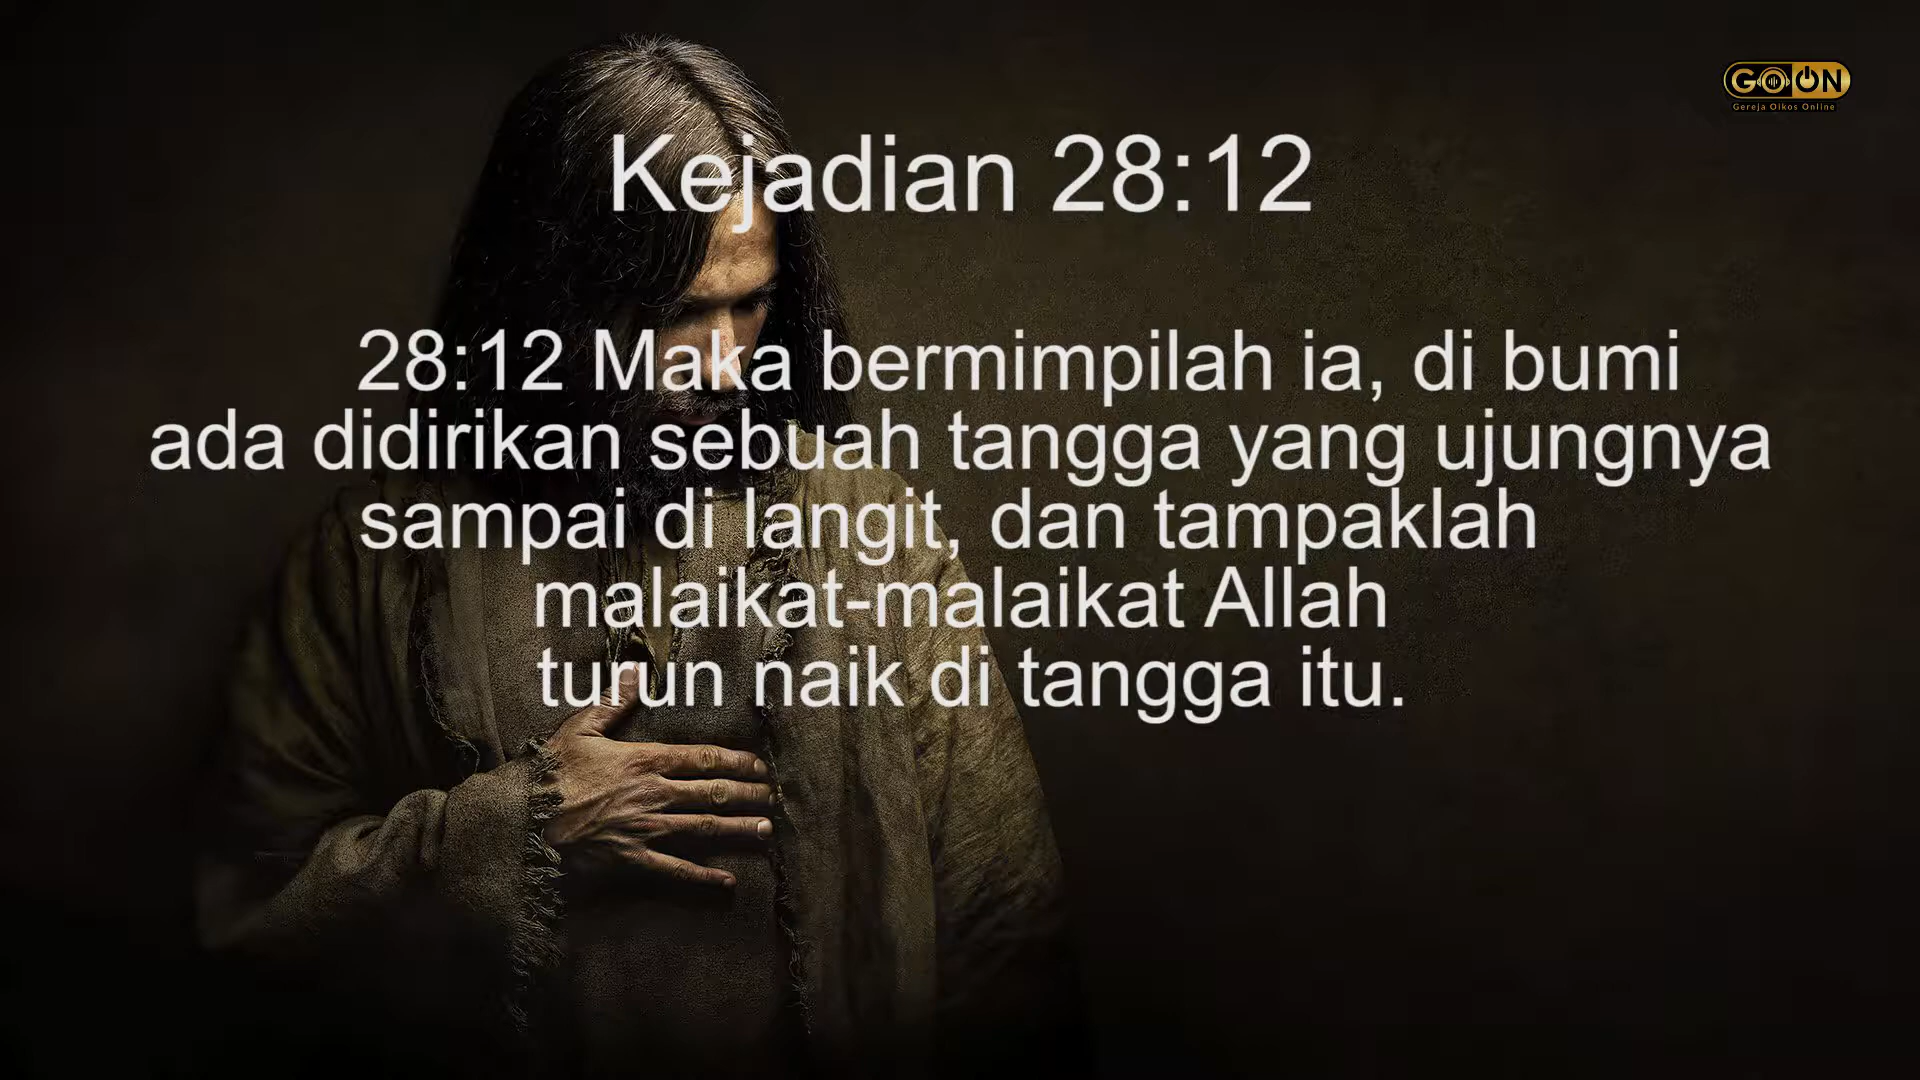 GOON
Gereja Oikos Online
Kejadian 28:12
28:12 Maka bermimpilah ia, di bumi
ada didirikan sebuah tangga yang ujungnya
sampai di langit, dan tampaklah
malaikat-malaikat Allah
turun naik di tangga itu.